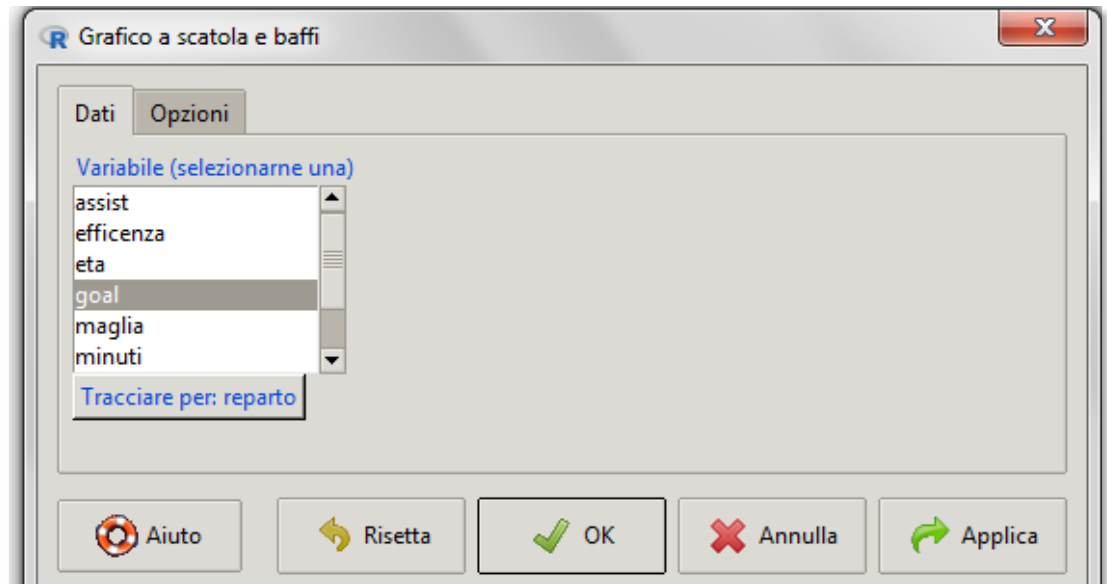 Grafico a scatola e baffi
Dati Opzioni
Variabile (selezionarne una)
assist
efficenza
eta
goal
maglia
minuti
Tracciare per: reparto
Aiuto Risetta OK Annulla Applica